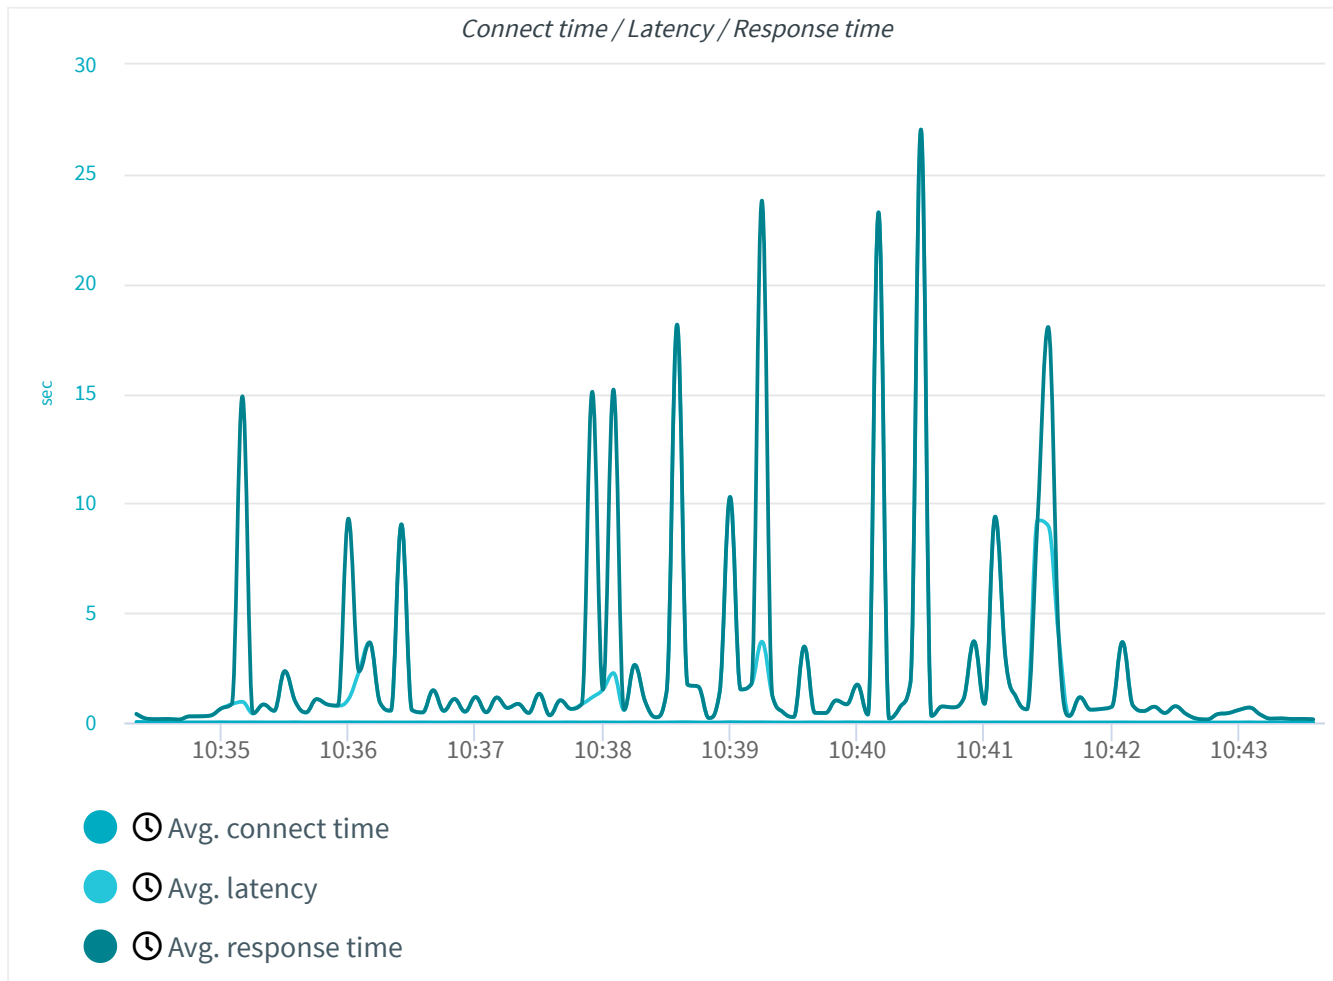 Connect time / Latency / Response time
30
25
20
15
10
5
0
sec
10:35 10:36 10:37 10:38 10:39 10:40 10:41 10:42 10:43
Avg. connect time
Avg. latency
Avg. response time